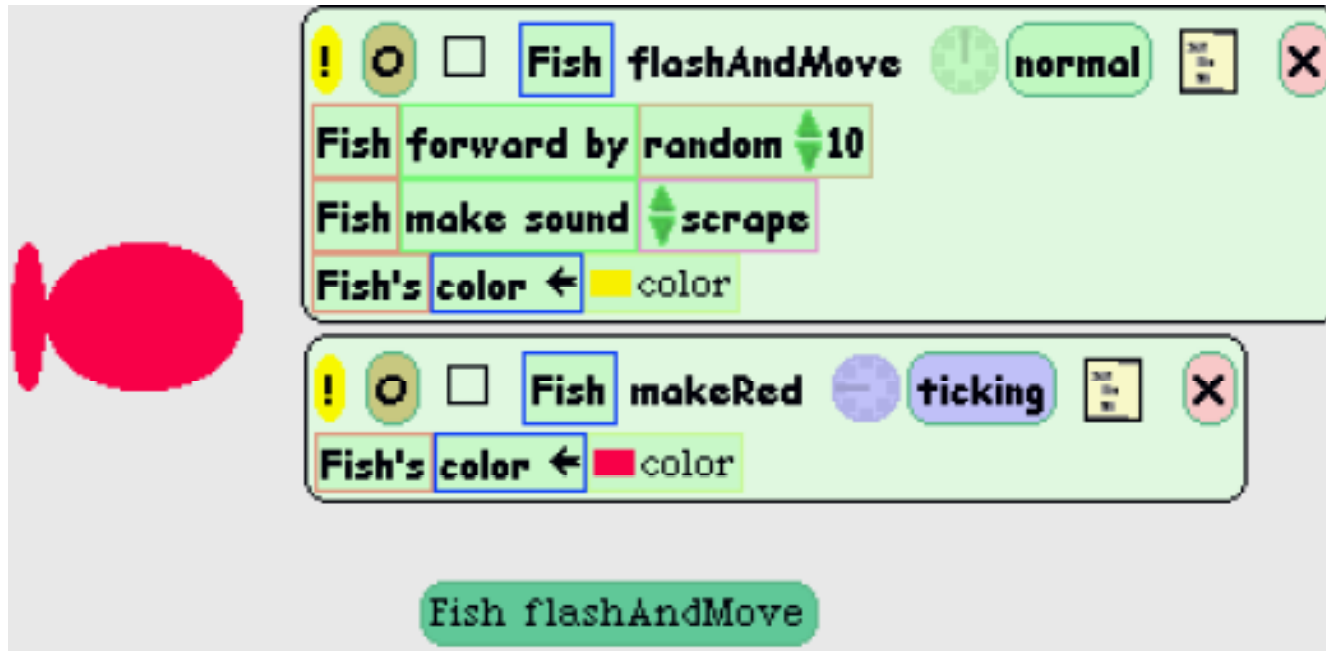 ! O Fish flashAndMove normal X
Fish forward by random 10
Fish make sound scrape
Fish's color ← color
! O Fish makeRed ticking X
Fish's color ← color
Fish flashAndMove